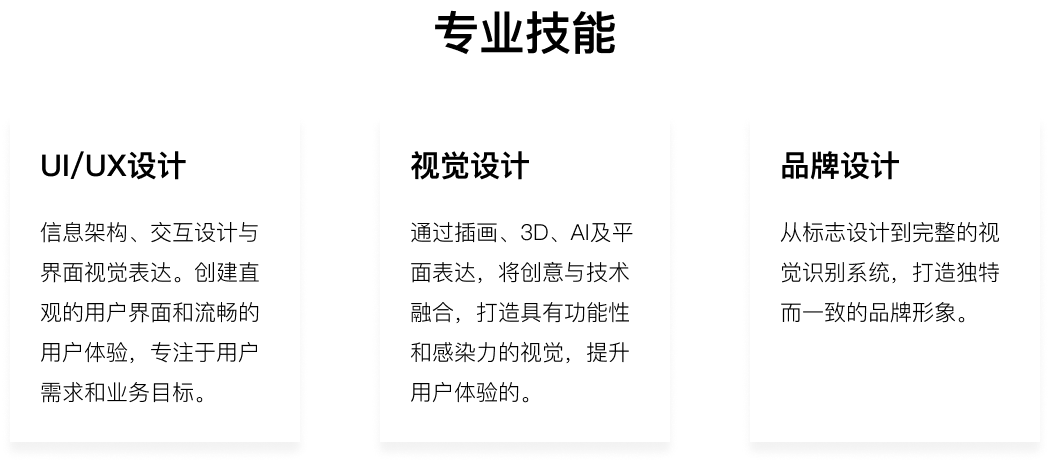 专业技能
UI/UX设计
信息架构、交互设计与
界面视觉表达。创建直
观的用户界面和流畅的
用户体验，专注于用户
需求和业务目标。
视觉设计
通过插画、3D、AI及平
面表达，将创意与技术
融合，打造具有功能性
和感染力的视觉，提升
用户体验的。
品牌设计
从标志设计到完整的视
觉识别系统，打造独特
而一致的品牌形象。